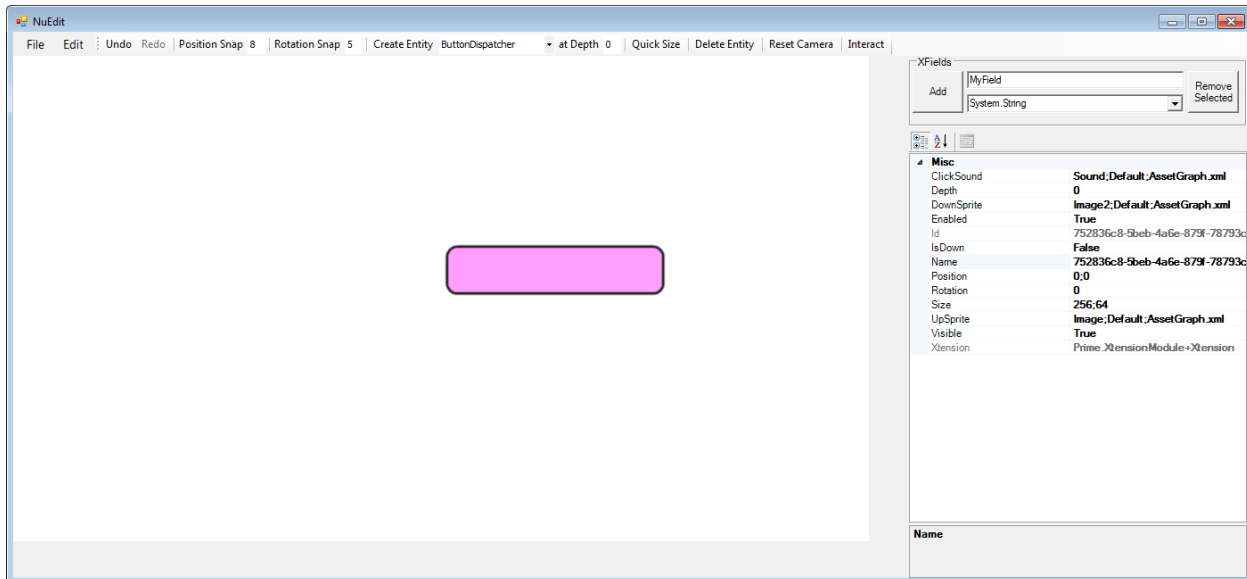 NuEdit
File Edit Undo Redo Position Snap 8 Rotation Snap 5 Create Entity ButtonDispatcher at Depth 0 Quick Size Delete Entity Reset Camera Interact
XFields
Add
MyField
System.String
Remove Selected
Misc
ClickSound Sound;Default;AssetGraph.xml
Depth 0
DownSprite Image2;Default;AssetGraph.xml
Enabled True
Id 752836c8-5beb-4a6e-879f-78793c
IsDown False
Name 752836c8-5beb-4a6e-879f-78793c
Position 0;0
Rotation 0
Size 256;64
UpSprite Image;Default;AssetGraph.xml
Visible True
Xtension Prime.XtensionModule+Xtension
Name